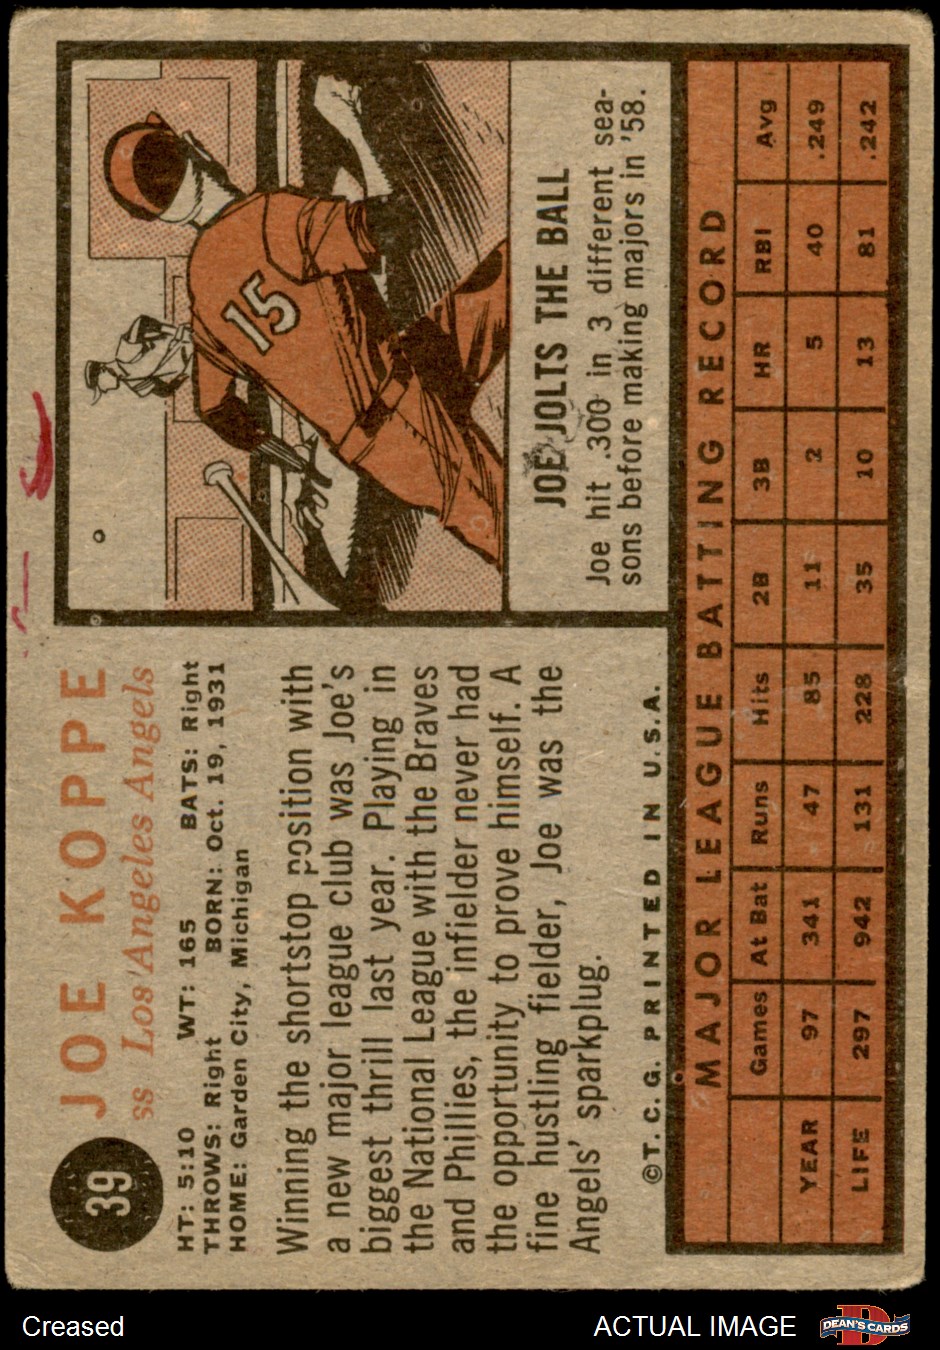 39
JOE KOPPE
ss Los Angeles Angels
HT: 5:10 WT: 165 BATS: Right
THROWS: Right BORN: Oct. 19, 1931
HOME: Garden City, Michigan
Winning the shortstop position with
a new major league club was Joe's
biggest thrill last year. Playing in
the National League with the Braves
and Phillies, the infielder never had
the opportunity to prove himself. A
fine hustling fielder, Joe was the
Angels' sparkplug.
©T. C. G. PRINTED IN U.S.A.
15
JOE JOLTS THE BALL
Joe hit .300 in 3 different sea-
sons before making majors in '58.
MAJOR LEAGUE BATTING RECORD
Games At Bat Runs Hits 2B 3B HR RBI Avg
YEAR 97 341 47 85 11 2 5 40 .249
LIFE 297 942 131 228 35 10 13 81 .242
Creased
ACTUAL IMAGE
DEAN'S CARDS